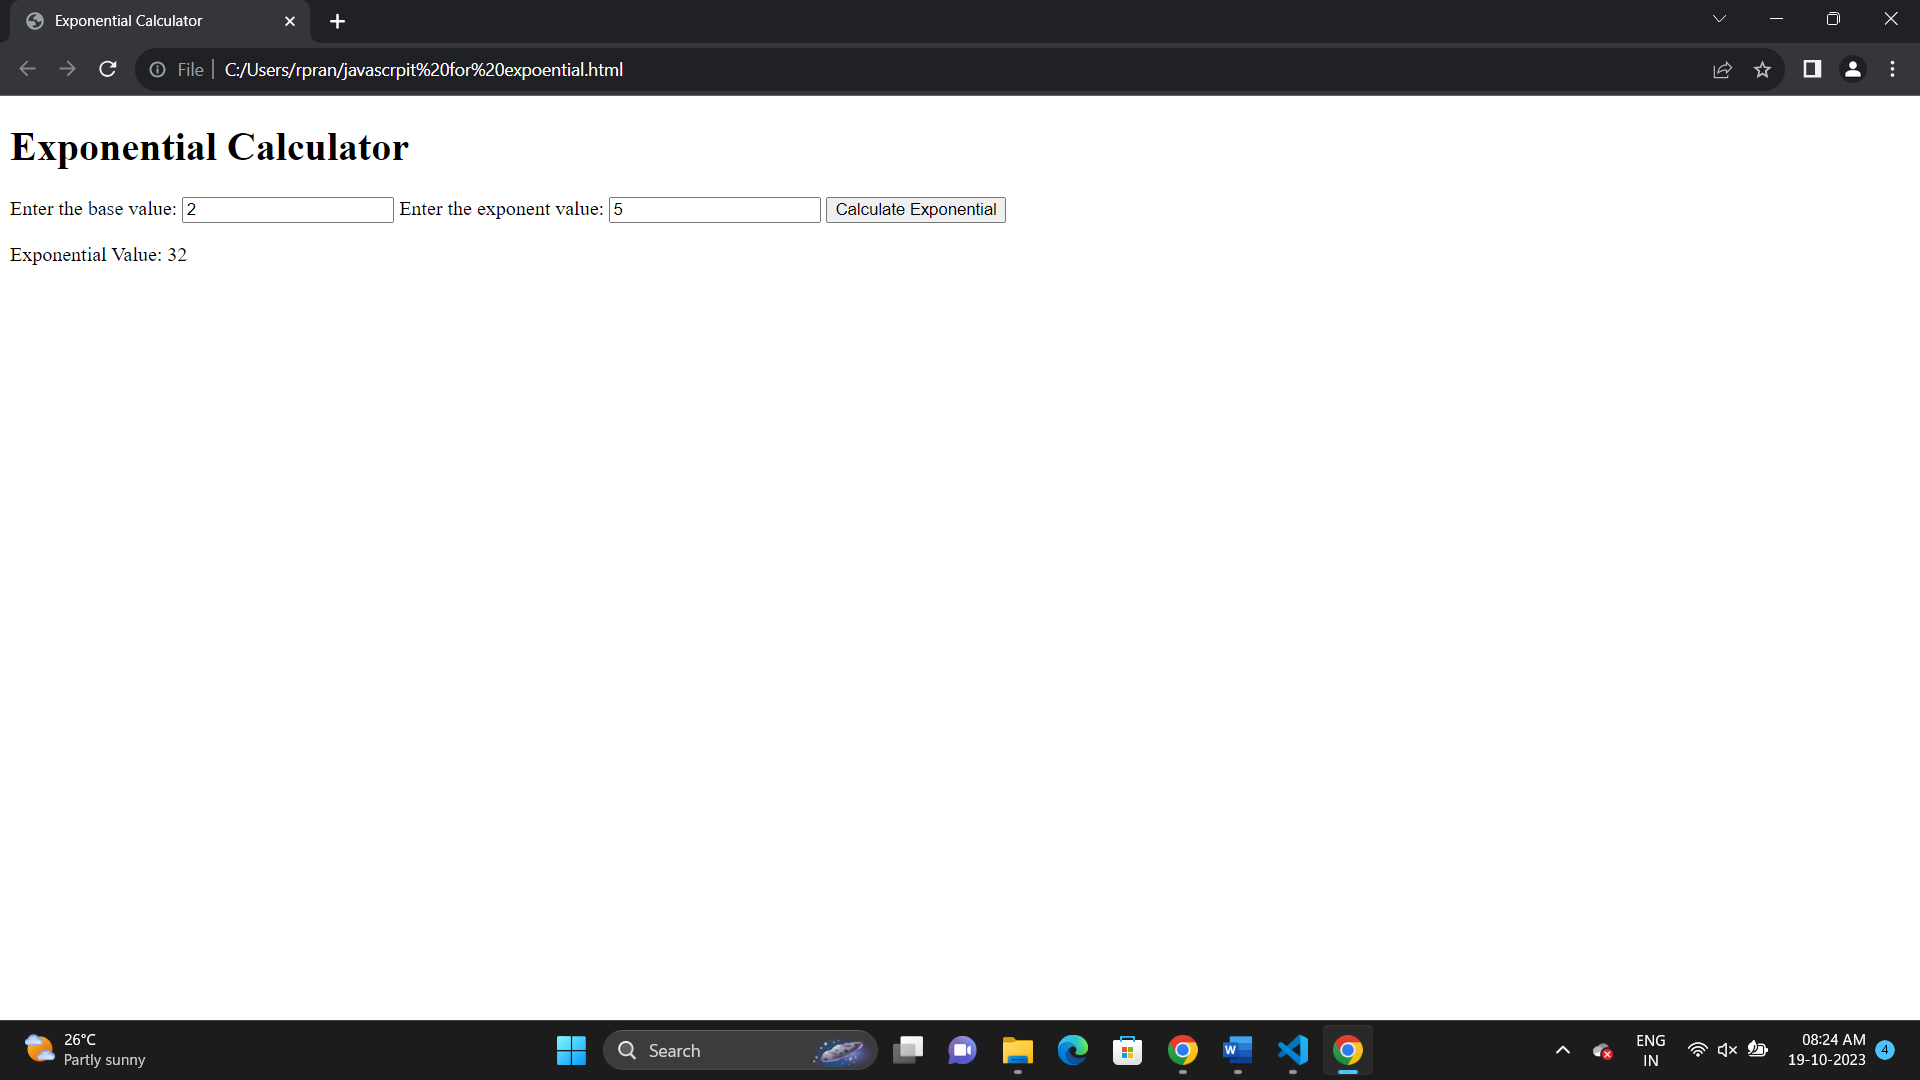 Exponential Calculator
File C:/Users/rpran/javascrpit%20for%20expoential.html
Exponential Calculator
Enter the base value: 2 Enter the exponent value: 5 Calculate Exponential
Exponential Value: 32
26°C
Partly sunny
Search
W
ENG
IN
08:24 AM
19-10-2023
4